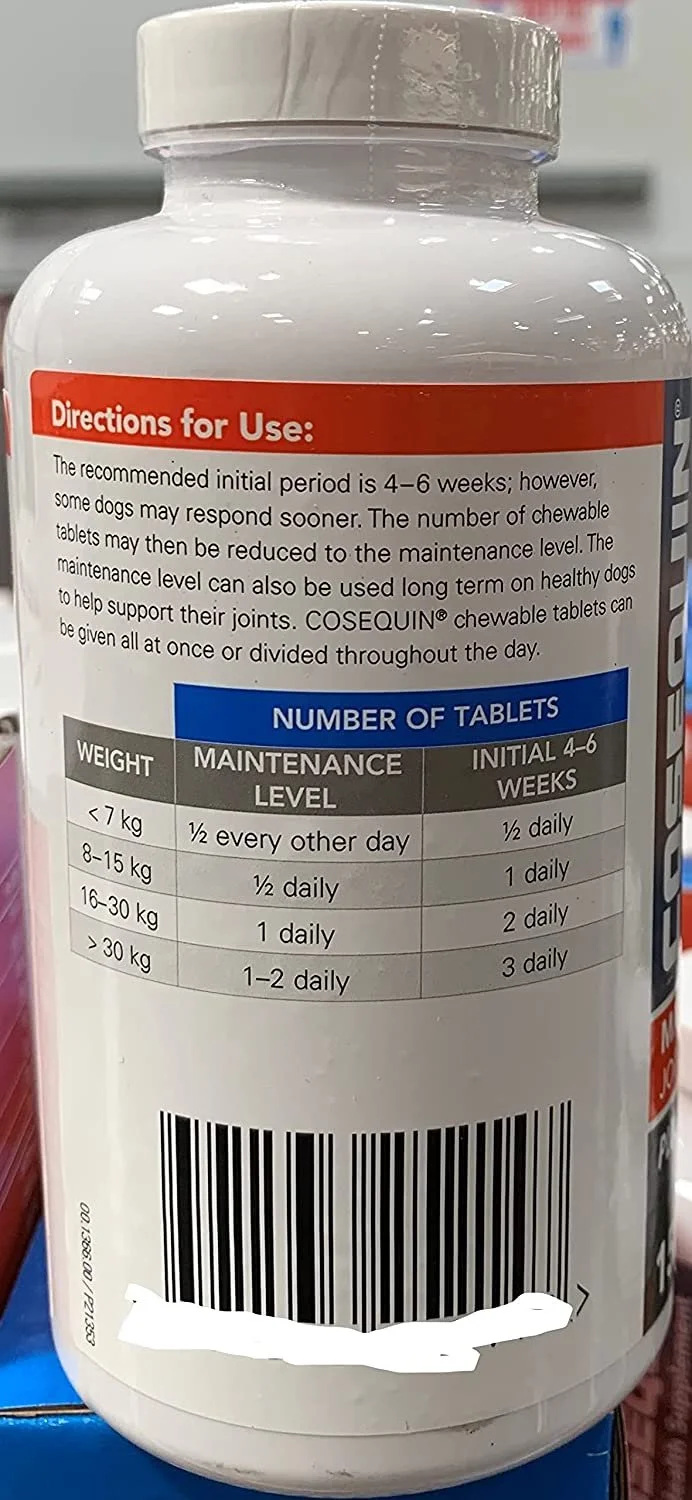 Directions for Use:
The recommended initial period is 4–6 weeks; however,
some dogs may respond sooner. The number of chewable
tablets may then be reduced to the maintenance level. The
maintenance level can also be used long term on healthy dogs
to help support their joints. COSEQUIN® chewable tablets can
be given all at once or divided throughout the day.
NUMBER OF TABLETS
WEIGHT MAINTENANCE LEVEL INITIAL 4–6 WEEKS
< 7 kg ½ every other day ½ daily
8–15 kg ½ daily 1 daily
16–30 kg 1 daily 2 daily
> 30 kg 1–2 daily 3 daily
00.1366.00 / P21353
COSEQUIN®